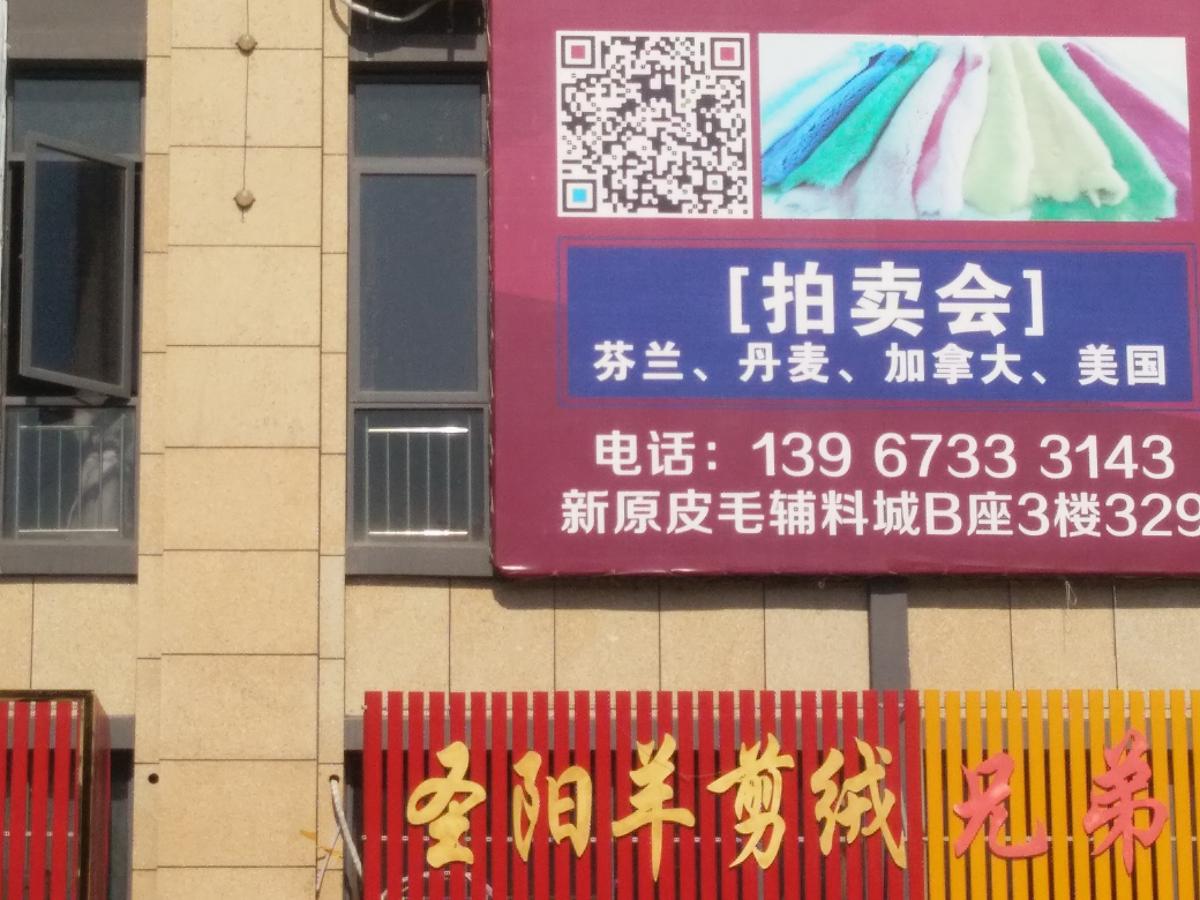 [拍卖会]
芬兰、丹麦、加拿大、美国
电话：139 6733 3143
新原皮毛辅料城B座3楼329
圣阳羊剪绒
兄弟